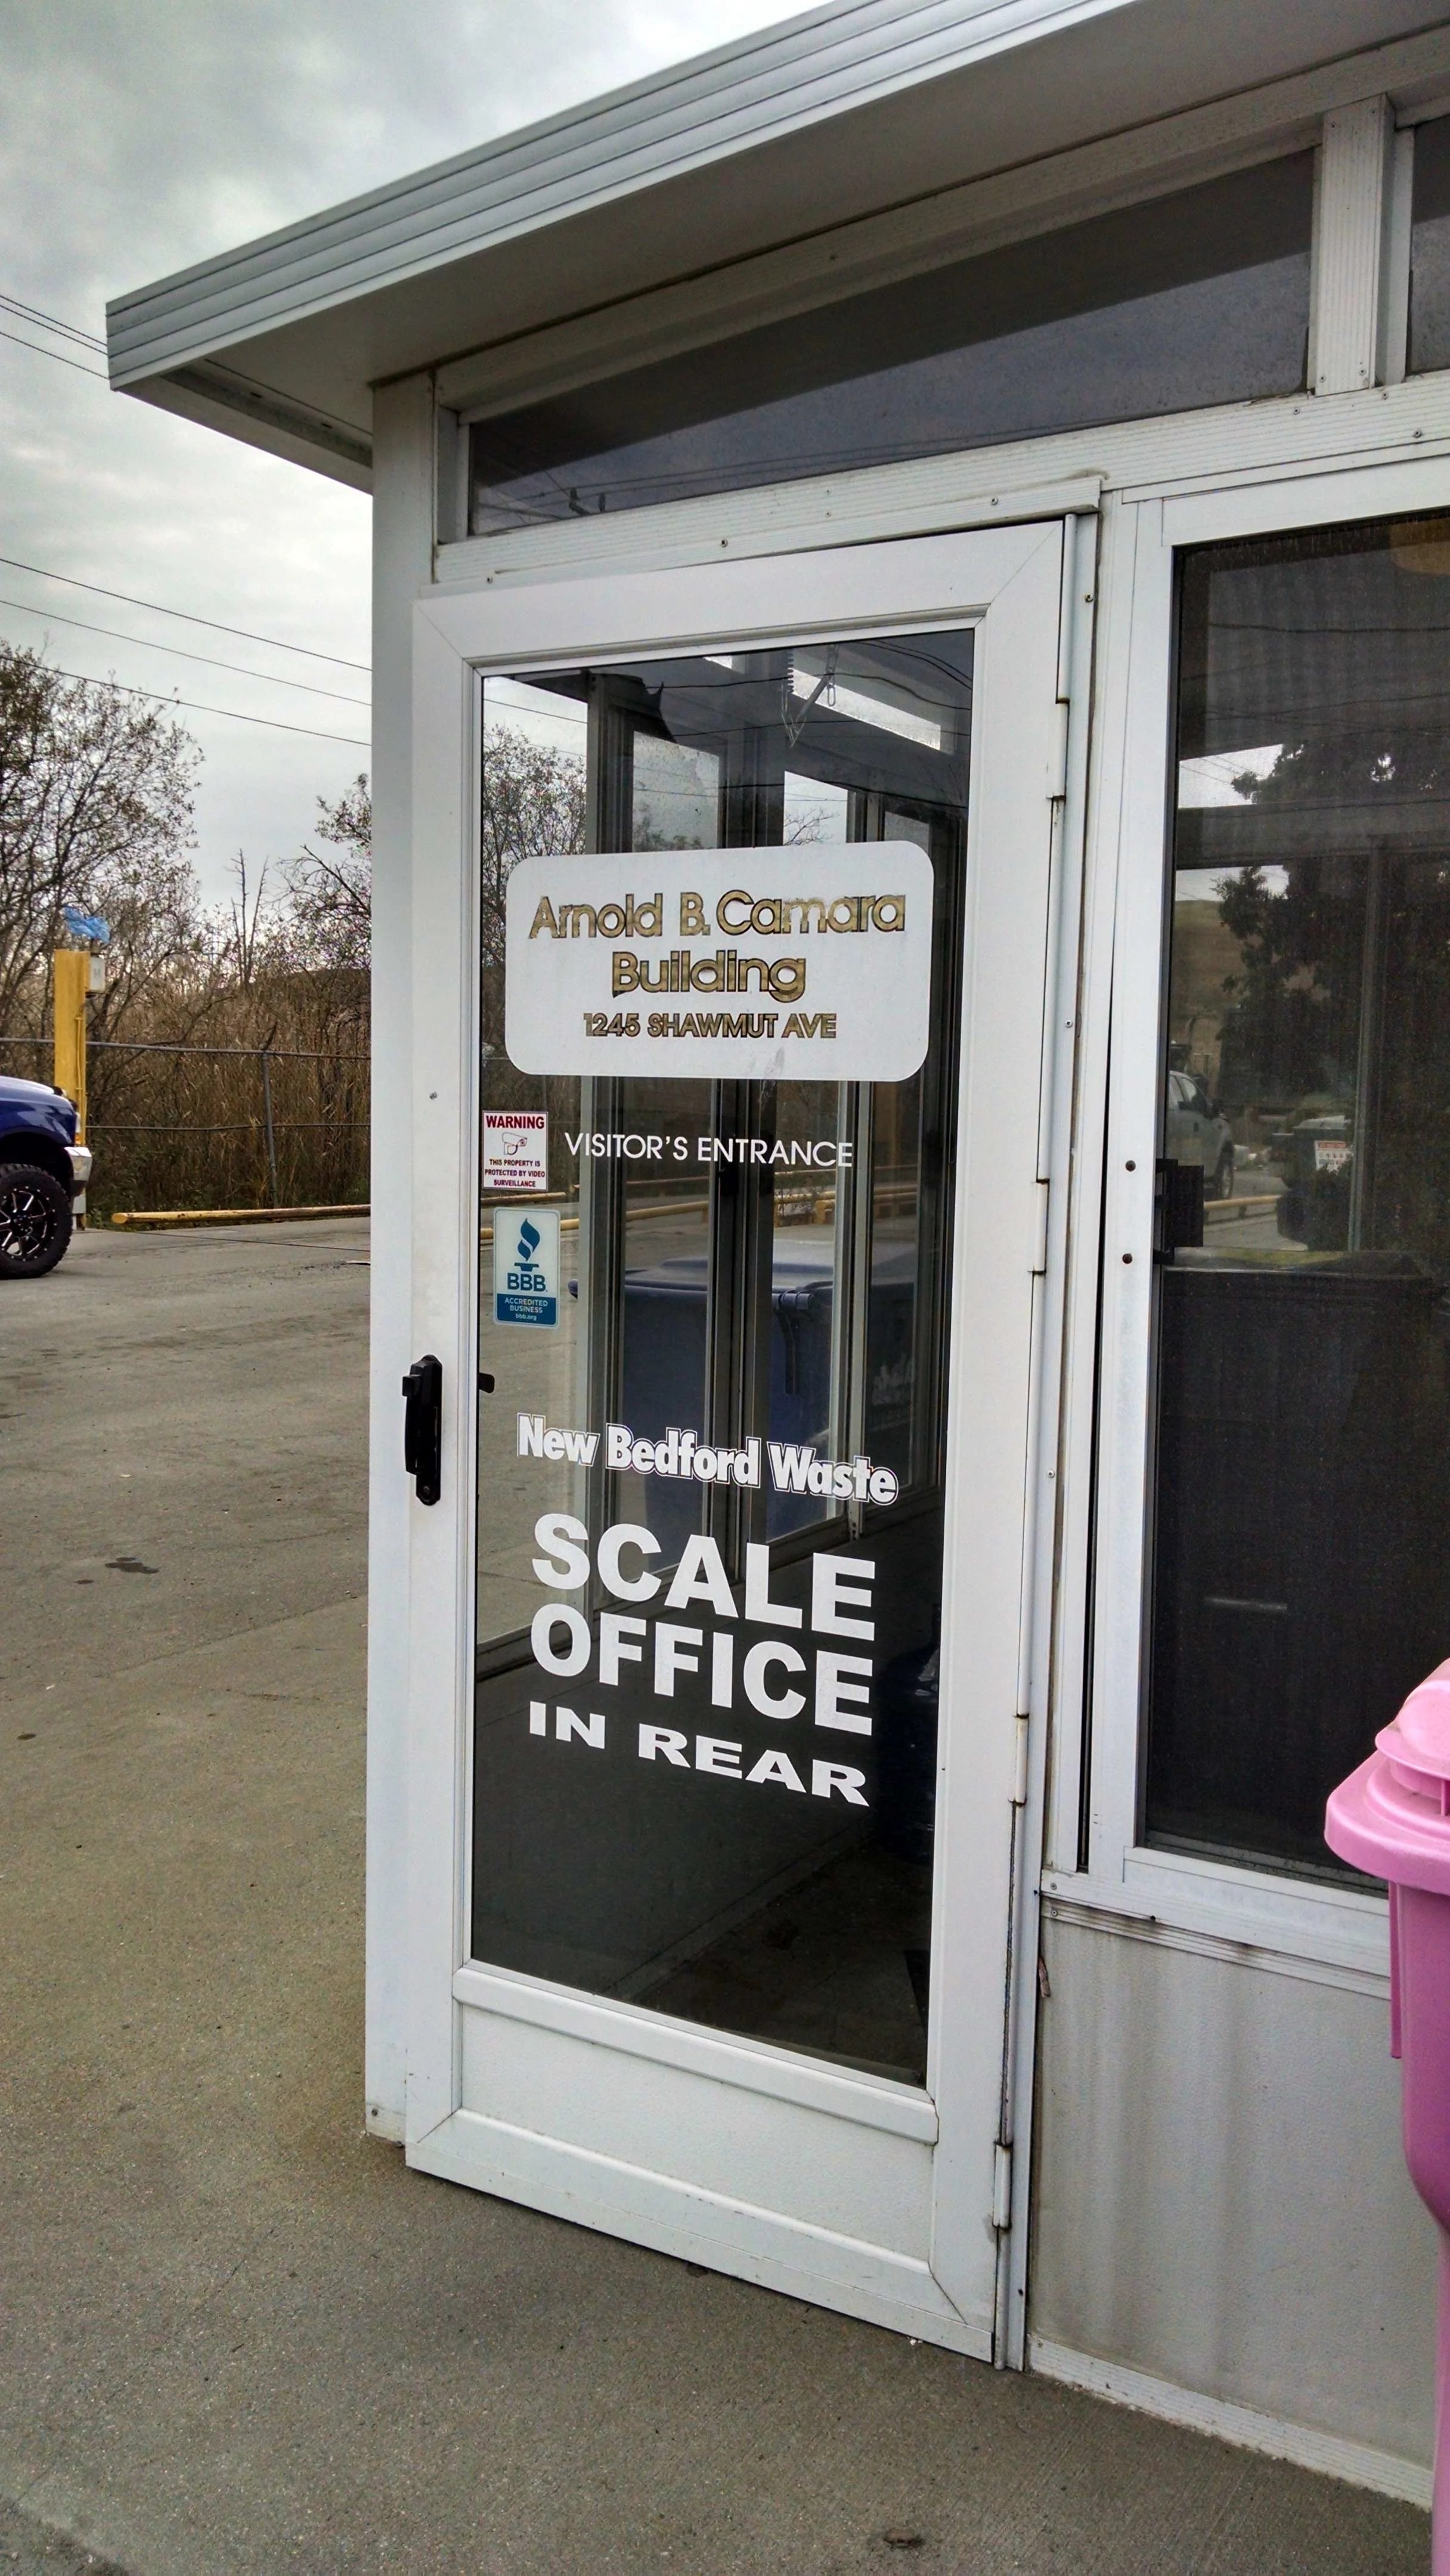 Arnold B. Camara
Building
1245 SHAWMUT AVE
WARNING
THIS PROPERTY IS
PROTECTED BY VIDEO
SURVEILLANCE
VISITOR'S ENTRANCE
BBB
ACCREDITED
BUSINESS
bbb.org
New Bedford Waste
SCALE
OFFICE
IN REAR